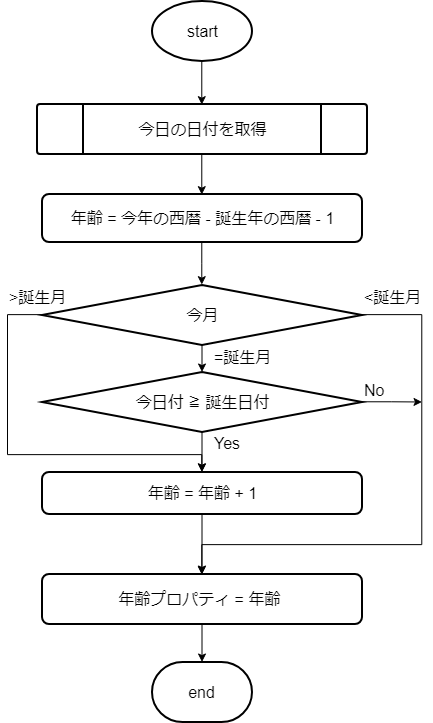 start
今日の日付を取得
年齢 = 今年の西暦 - 誕生年の西暦 - 1
>誕生月
<誕生月
今月
=誕生月
今日付 ≧ 誕生日付
No
Yes
年齢 = 年齢 + 1
年齢プロパティ = 年齢
end